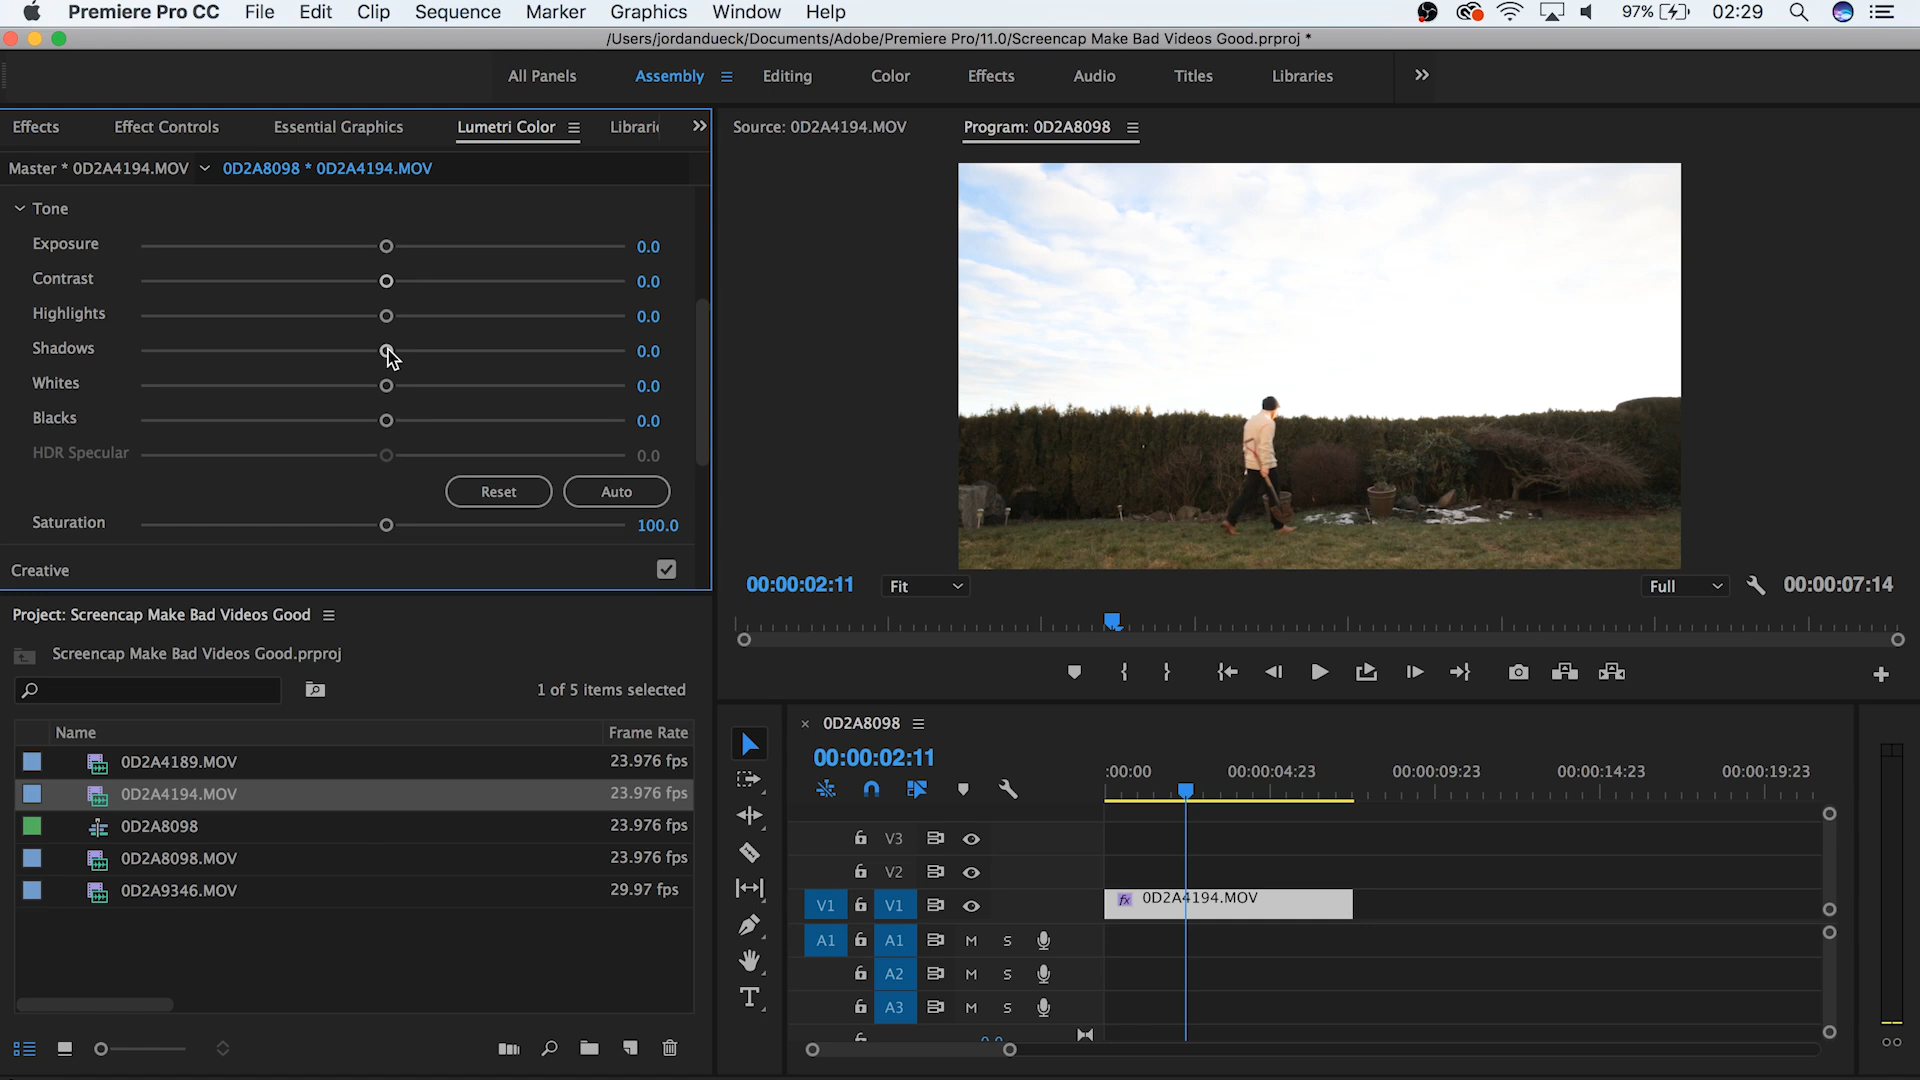 Premiere Pro CC File Edit Clip Sequence Marker Graphics Window Help 97% 02:29
/Users/jordandueck/Documents/Adobe/Premiere Pro/11.0/Screencap Make Bad Videos Good.prproj *
All Panels Assembly Editing Color Effects Audio Titles Libraries
Effects Effect Controls Essential Graphics Lumetri Color Librari
Master * 0D2A4194.MOV 0D2A8098 * 0D2A4194.MOV
Tone
Exposure 0.0
Contrast 0.0
Highlights 0.0
Shadows 0.0
Whites 0.0
Blacks 0.0
HDR Specular 0.0
Reset Auto
Saturation 100.0
Creative
Source: 0D2A4194.MOV Program: 0D2A8098
00:00:02:11 Fit Full 00:00:07:14
Project: Screencap Make Bad Videos Good
Screencap Make Bad Videos Good.prproj
1 of 5 items selected
Name Frame Rate
0D2A4189.MOV 23.976 fps
0D2A4194.MOV 23.976 fps
0D2A8098 23.976 fps
0D2A8098.MOV 23.976 fps
0D2A9346.MOV 29.97 fps
0D2A8098
00:00:02:11
:00:00 00:00:04:23 00:00:09:23 00:00:14:23 00:00:19:23
V3
V2
V1 V1 fx 0D2A4194.MOV
A1 A1 M S
A2 M S
A3 M S